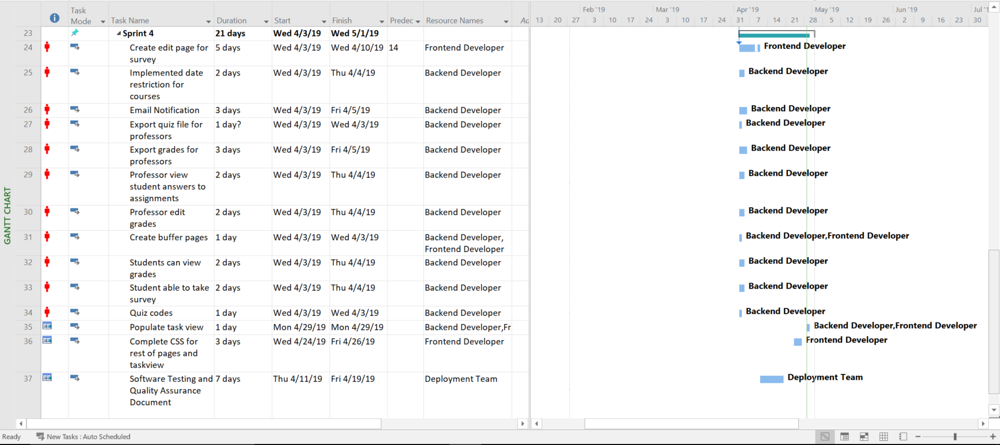 Task
Mode
Task Name
Duration
Start
Finish
Predec
Resource Names
Feb '19
Mar '19
Apr '19
May '19
Jun '19
13 20 27 3 10 17 24 3 10 17 24 31 7 14 21 28 5 12 19 26 2 9 16 23 30
23 Sprint 4 21 days Wed 4/3/19 Wed 5/1/19
24 Create edit page for 5 days Wed 4/3/19 Wed 4/10/19 14 Frontend Developer Frontend Developer
survey
25 Implemented date 2 days Wed 4/3/19 Thu 4/4/19 Backend Developer Backend Developer
restriction for
courses
26 Email Notification 3 days Wed 4/3/19 Fri 4/5/19 Backend Developer Backend Developer
27 Export quiz file for 1 day? Wed 4/3/19 Wed 4/3/19 Backend Developer Backend Developer
professors
28 Export grades for 3 days Wed 4/3/19 Fri 4/5/19 Backend Developer Backend Developer
professors
29 Professor view 2 days Wed 4/3/19 Thu 4/4/19 Backend Developer Backend Developer
student answers to
assignments
30 Professor edit 2 days Wed 4/3/19 Thu 4/4/19 Backend Developer Backend Developer
grades
31 Create buffer pages 1 day Wed 4/3/19 Wed 4/3/19 Backend Developer, Backend Developer,Frontend Developer
Frontend Developer
32 Students can view 2 days Wed 4/3/19 Thu 4/4/19 Backend Developer Backend Developer
grades
33 Student able to take 2 days Wed 4/3/19 Thu 4/4/19 Backend Developer Backend Developer
survey
34 Quiz codes 1 day Wed 4/3/19 Wed 4/3/19 Backend Developer Backend Developer
35 Populate task view 1 day Mon 4/29/19 Mon 4/29/19 Backend Developer,Fr Backend Developer,Frontend Developer
36 Complete CSS for 3 days Wed 4/24/19 Fri 4/26/19 Frontend Developer Frontend Developer
rest of pages and
taskview
37 Software Testing and 7 days Thu 4/11/19 Fri 4/19/19 Deployment Team Deployment Team
Quality Assurance
Document
GANTT CHART
Ready New Tasks : Auto Scheduled